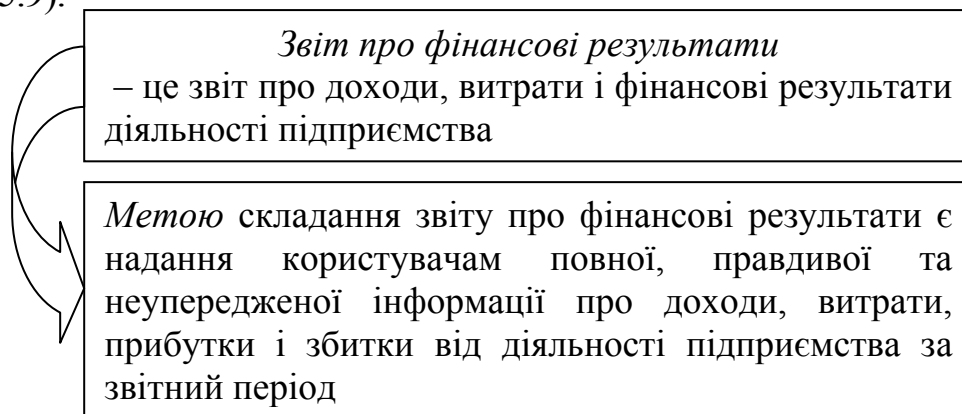 5.9).
Звіт про фінансові результати
– це звіт про доходи, витрати і фінансові результати
діяльності підприємства
Метою складання звіту про фінансові результати є
надання користувачам повної, правдивої та
неупередженої інформації про доходи, витрати,
прибутки і збитки від діяльності підприємства за
звітний період